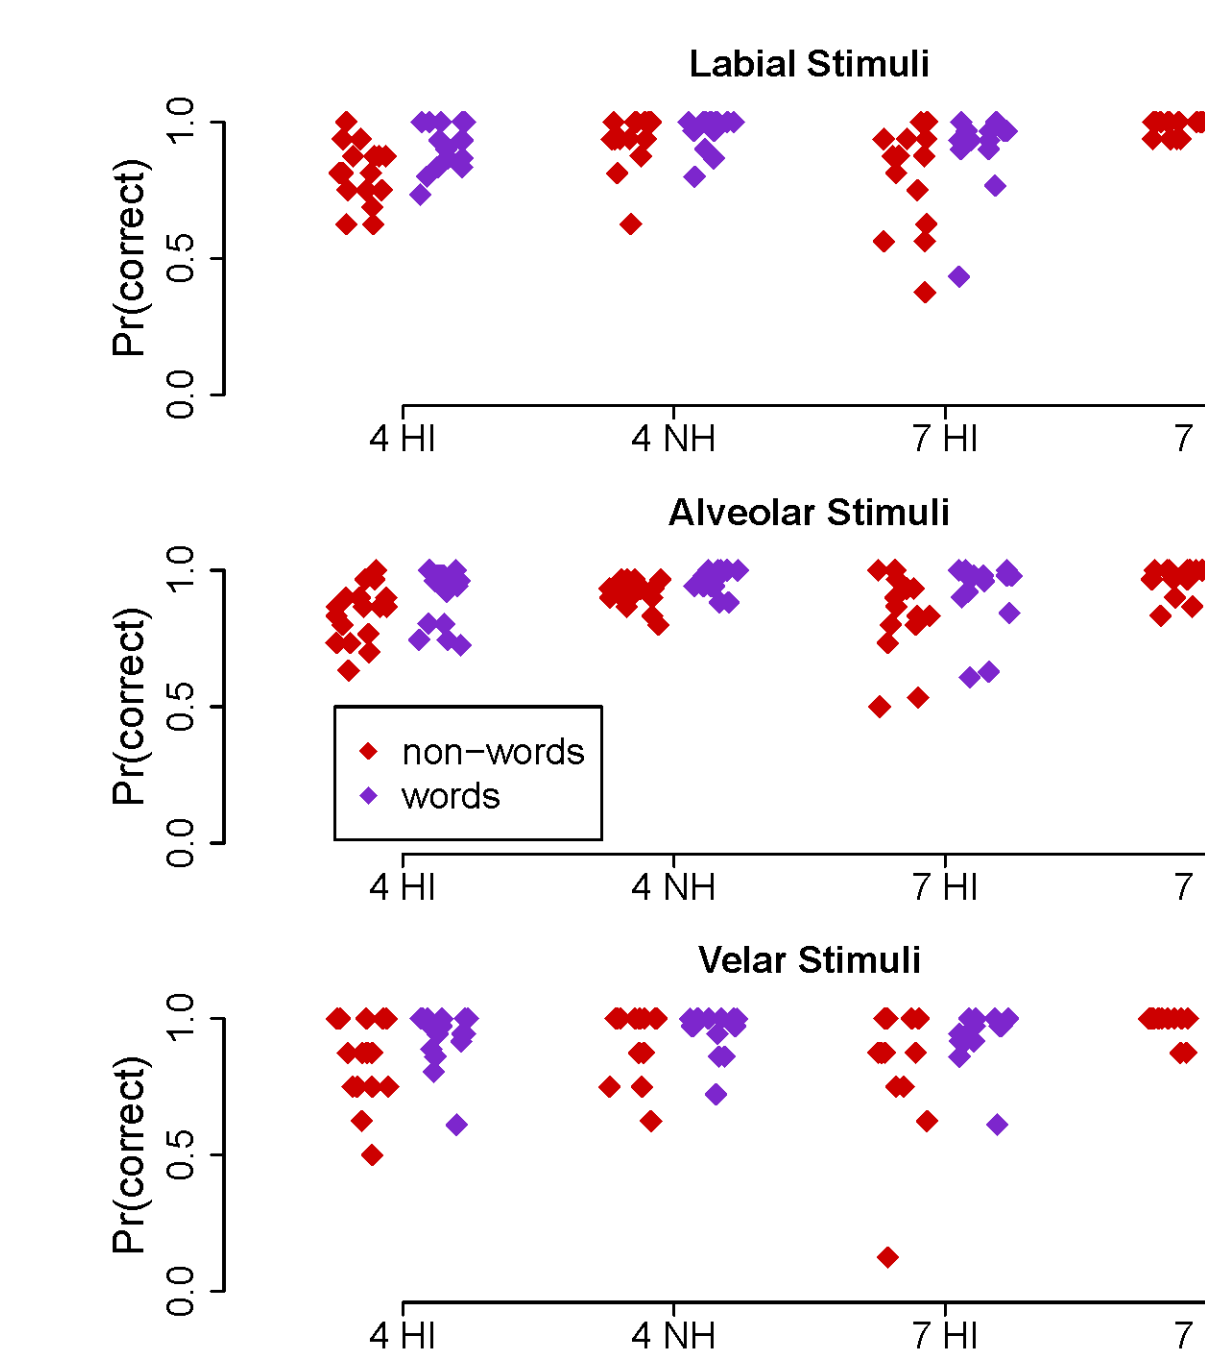 Labial Stimuli
Pr(correct)
1.0
0.5
0.0
4 HI
4 NH
7 HI
7
Alveolar Stimuli
Pr(correct)
1.0
0.5
0.0
non-words
words
4 HI
4 NH
7 HI
7
Velar Stimuli
Pr(correct)
1.0
0.5
0.0
4 HI
4 NH
7 HI
7